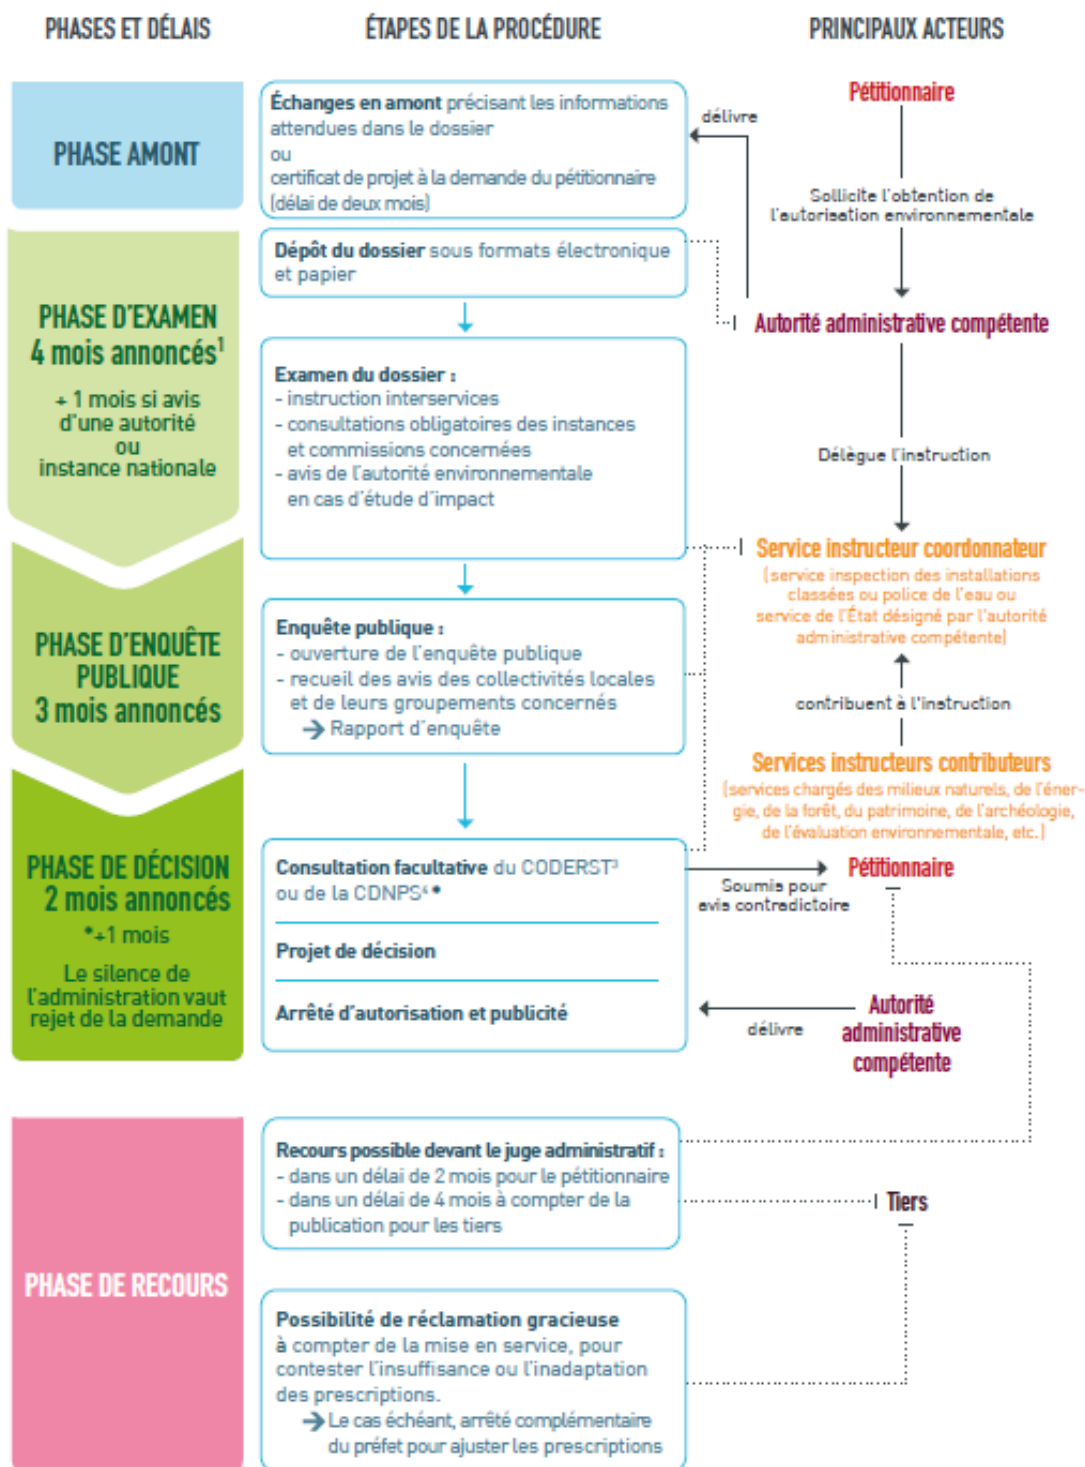 PHASES ET DÉLAIS
ÉTAPES DE LA PROCÉDURE
PRINCIPAUX ACTEURS
PHASE AMONT
Échanges en amont précisant les informations
attendues dans le dossier
ou
certificat de projet à la demande du pétitionnaire
(délai de deux mois)
délivre
Pétitionnaire
Sollicite l'obtention de
l'autorisation environnementale
PHASE D'EXAMEN
4 mois annoncés¹
+ 1 mois si avis
d'une autorité
ou
instance nationale
Dépôt du dossier sous formats électronique
et papier
Autorité administrative compétente
Examen du dossier :
- instruction interservices
- consultations obligatoires des instances
et commissions concernées
- avis de l'autorité environnementale
en cas d'étude d'impact
Délègue l'instruction
Service instructeur coordonnateur
(service inspection des installations
classées ou police de l'eau ou
service de l'État désigné par l'autorité
administrative compétente)
PHASE D'ENQUÊTE
PUBLIQUE
3 mois annoncés
Enquête publique :
- ouverture de l'enquête publique
- recueil des avis des collectivités locales
et de leurs groupements concernés
→ Rapport d'enquête
contribuent à l'instruction
Services instructeurs contributeurs
(services chargés des milieux naturels, de l'éner-
gie, de la forêt, du patrimoine, de l'archéologie,
de l'évaluation environnementale, etc.)
PHASE DE DÉCISION
2 mois annoncés
*+1 mois
Le silence de
l'administration vaut
rejet de la demande
Consultation facultative du CODERST³
ou de la CDNPS⁴ *
Projet de décision
Arrêté d'autorisation et publicité
Pétitionnaire
Soumis pour
avis contradictoire
délivre
Autorité
administrative
compétente
PHASE DE RECOURS
Recours possible devant le juge administratif :
- dans un délai de 2 mois pour le pétitionnaire
- dans un délai de 4 mois à compter de la
publication pour les tiers
Tiers
Possibilité de réclamation gracieuse
à compter de la mise en service, pour
contester l'insuffisance ou l'inadaptation
des prescriptions.
→ Le cas échéant, arrêté complémentaire
du préfet pour ajuster les prescriptions